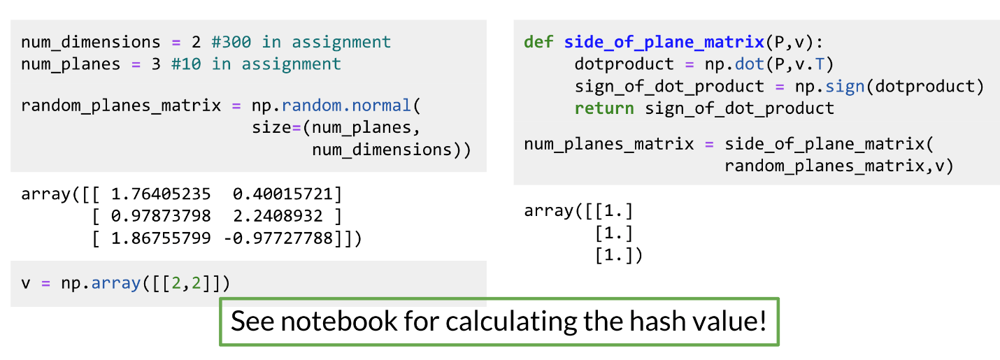 num_dimensions = 2 #300 in assignment
num_planes = 3 #10 in assignment
random_planes_matrix = np.random.normal(
                       size=(num_planes,
                             num_dimensions))
array([[ 1.76405235  0.40015721]
       [ 0.97873798  2.2408932 ]
       [ 1.86755799 -0.97727788]])
v = np.array([[2,2]])
def side_of_plane_matrix(P,v):
     dotproduct = np.dot(P,v.T)
     sign_of_dot_product = np.sign(dotproduct)
     return sign_of_dot_product
num_planes_matrix = side_of_plane_matrix(
                    random_planes_matrix,v)
array([[1.]
       [1.]
       [1.])
See notebook for calculating the hash value!